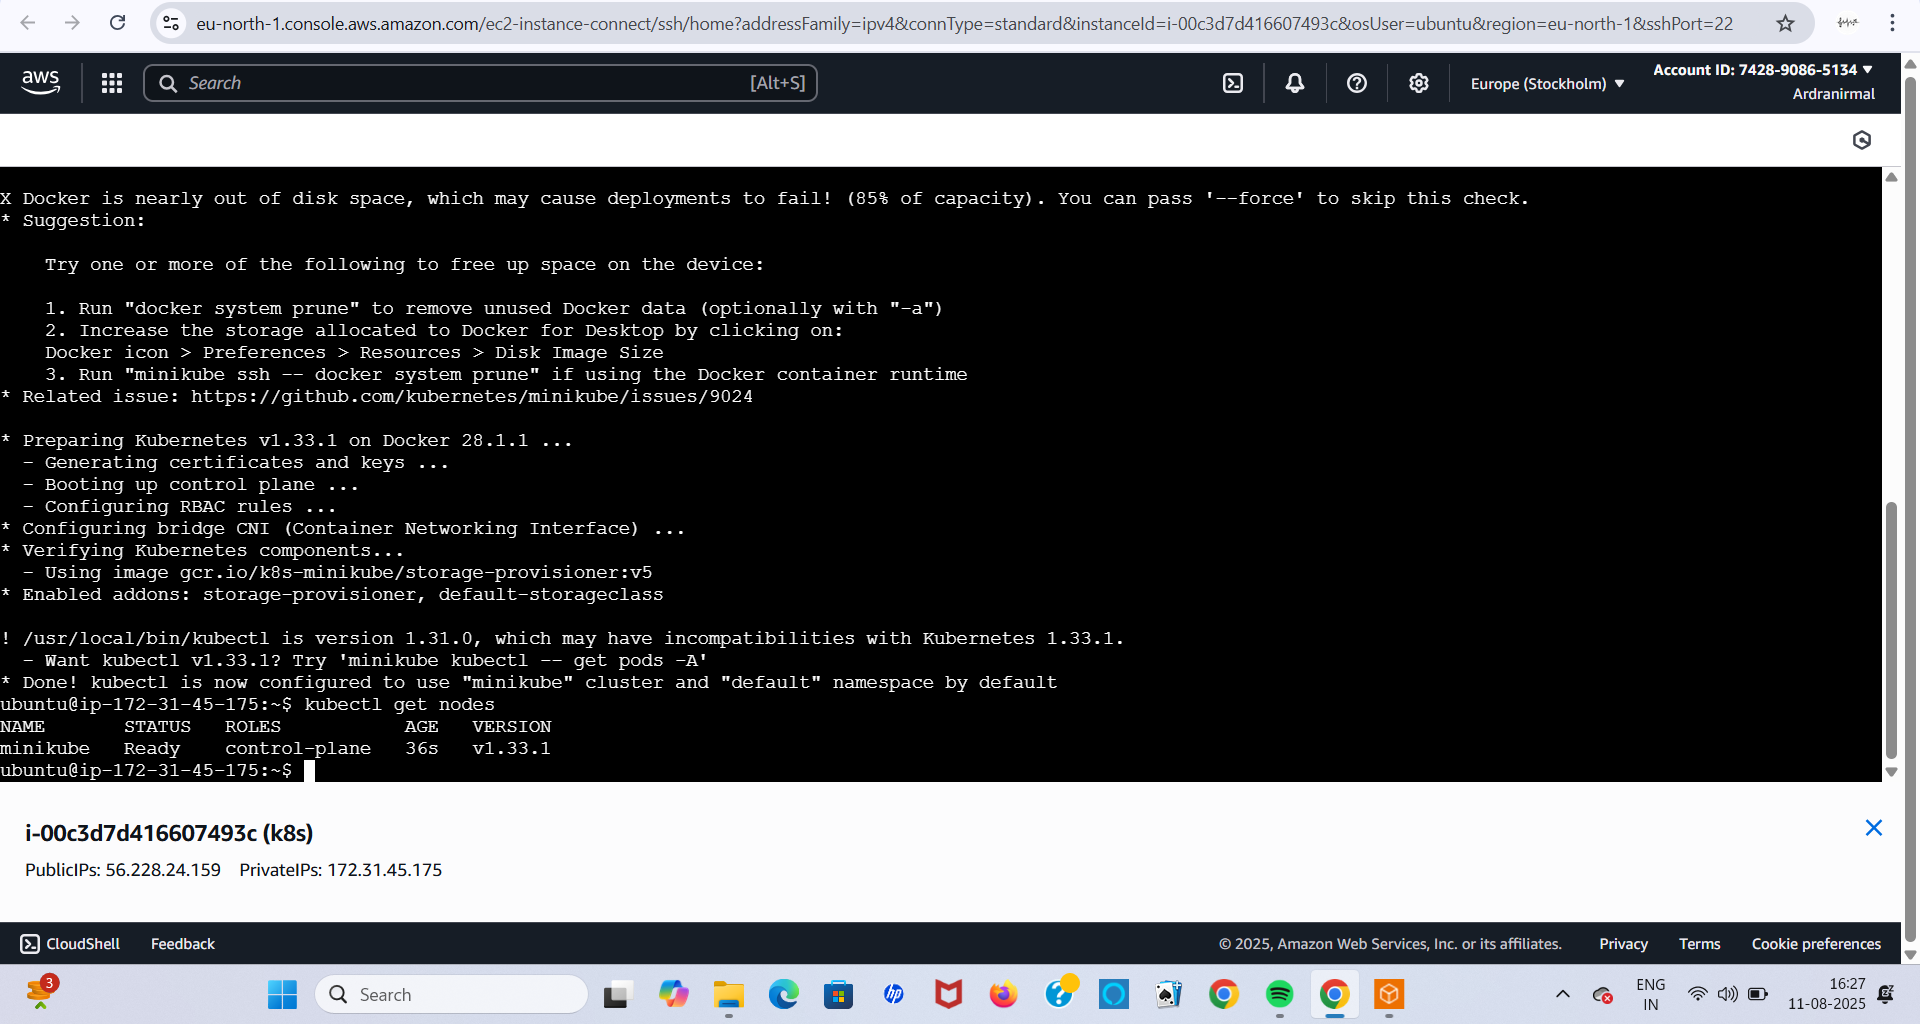 eu-north-1.console.aws.amazon.com/ec2-instance-connect/ssh/home?addressFamily=ipv4&connType=standard&instanceId=i-00c3d7d416607493c&osUser=ubuntu&region=eu-north-1&sshPort=22
aws
Search
[Alt+S]
Europe (Stockholm)
Account ID: 7428-9086-5134
Ardranirmal
X Docker is nearly out of disk space, which may cause deployments to fail! (85% of capacity). You can pass '--force' to skip this check.
* Suggestion:
Try one or more of the following to free up space on the device:
1. Run "docker system prune" to remove unused Docker data (optionally with "-a")
2. Increase the storage allocated to Docker for Desktop by clicking on:
Docker icon > Preferences > Resources > Disk Image Size
3. Run "minikube ssh -- docker system prune" if using the Docker container runtime
* Related issue: https://github.com/kubernetes/minikube/issues/9024
* Preparing Kubernetes v1.33.1 on Docker 28.1.1 ...
- Generating certificates and keys ...
- Booting up control plane ...
- Configuring RBAC rules ...
* Configuring bridge CNI (Container Networking Interface) ...
* Verifying Kubernetes components...
- Using image gcr.io/k8s-minikube/storage-provisioner:v5
* Enabled addons: storage-provisioner, default-storageclass
! /usr/local/bin/kubectl is version 1.31.0, which may have incompatibilities with Kubernetes 1.33.1.
- Want kubectl v1.33.1? Try 'minikube kubectl -- get pods -A'
* Done! kubectl is now configured to use "minikube" cluster and "default" namespace by default
ubuntu@ip-172-31-45-175:~$ kubectl get nodes
NAME STATUS ROLES AGE VERSION
minikube Ready control-plane 36s v1.33.1
ubuntu@ip-172-31-45-175:~$
i-00c3d7d416607493c (k8s)
PublicIPs: 56.228.24.159 PrivateIPs: 172.31.45.175
CloudShell Feedback
© 2025, Amazon Web Services, Inc. or its affiliates. Privacy Terms Cookie preferences
3
Search
hp
ENG
IN
16:27
11-08-2025